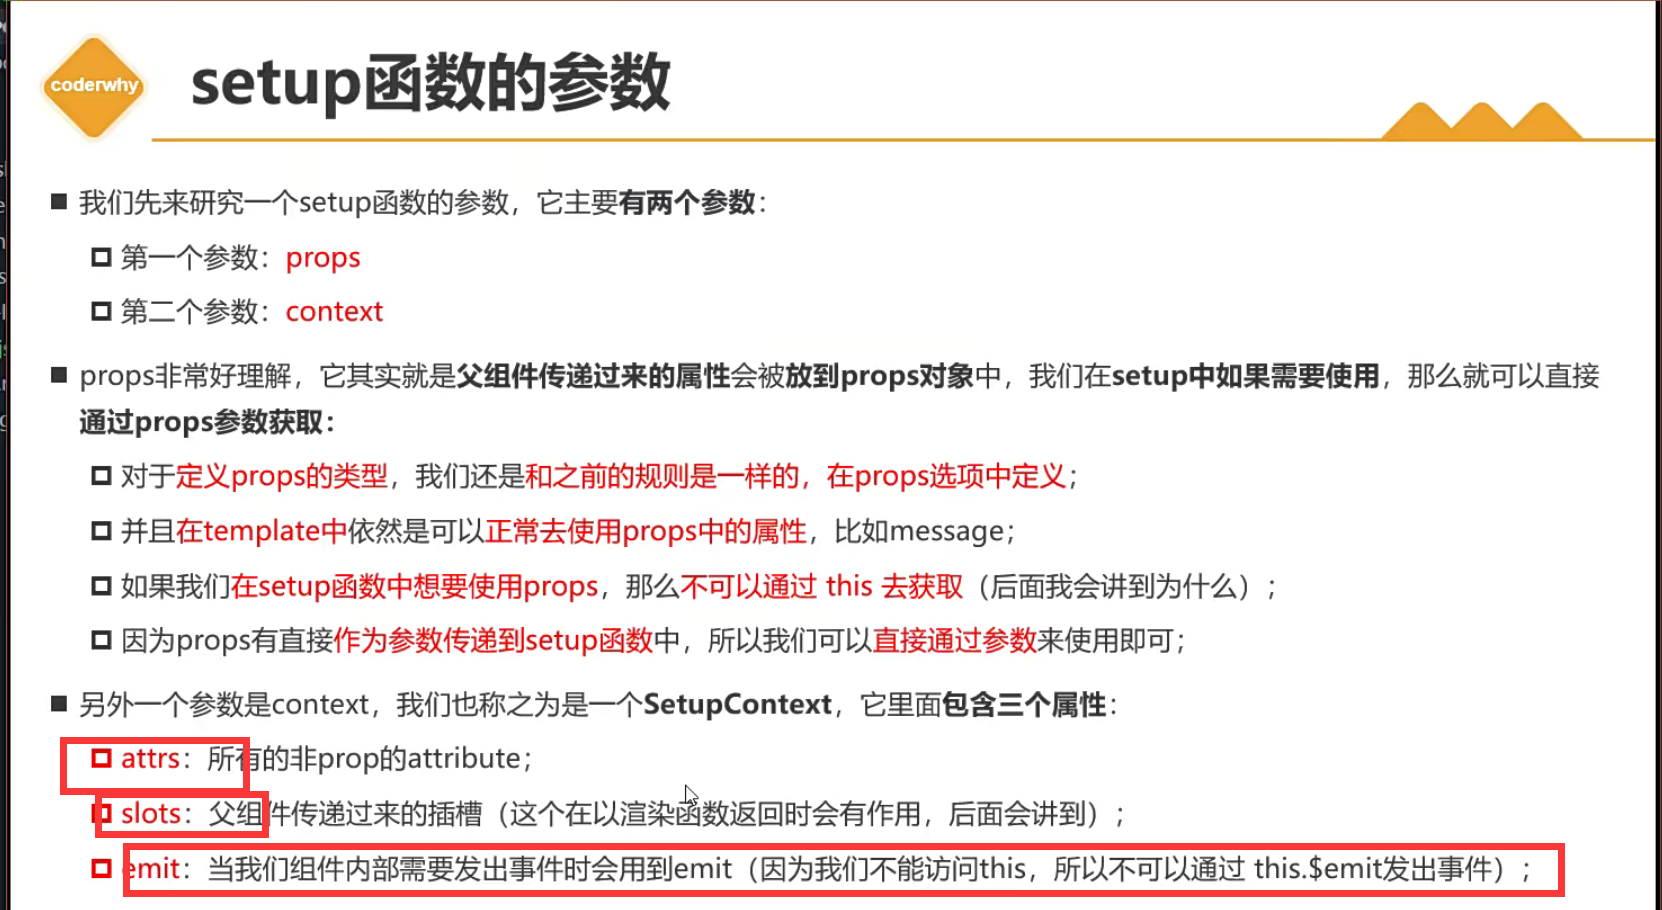 coderwhy
setup函数的参数
我们先来研究一个setup函数的参数，它主要有两个参数：
第一个参数：props
第二个参数：context
props非常好理解，它其实就是父组件传递过来的属性会被放到props对象中，我们在setup中如果需要使用，那么就可以直接
通过props参数获取：
对于定义props的类型，我们还是和之前的规则是一样的，在props选项中定义；
并且在template中依然是可以正常去使用props中的属性，比如message；
如果我们在setup函数中想要使用props，那么不可以通过 this 去获取（后面我会讲到为什么）；
因为props有直接作为参数传递到setup函数中，所以我们可以直接通过参数来使用即可；
另外一个参数是context，我们也称之为是一个SetupContext，它里面包含三个属性：
attrs：所有的非prop的attribute；
slots：父组件传递过来的插槽（这个在以渲染函数返回时会有作用，后面会讲到）；
emit：当我们组件内部需要发出事件时会用到emit（因为我们不能访问this，所以不可以通过 this.$emit发出事件）；